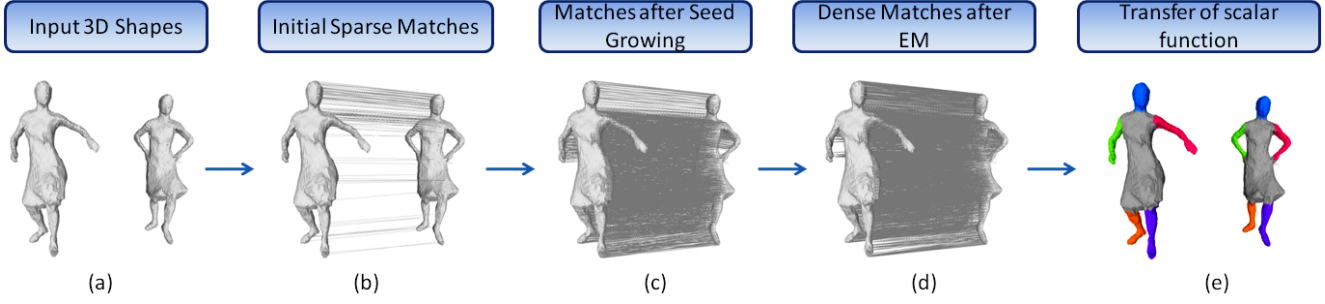 Input 3D Shapes
Initial Sparse Matches
Matches after Seed
Growing
Dense Matches after
EM
Transfer of scalar
function
(a)
(b)
(c)
(d)
(e)